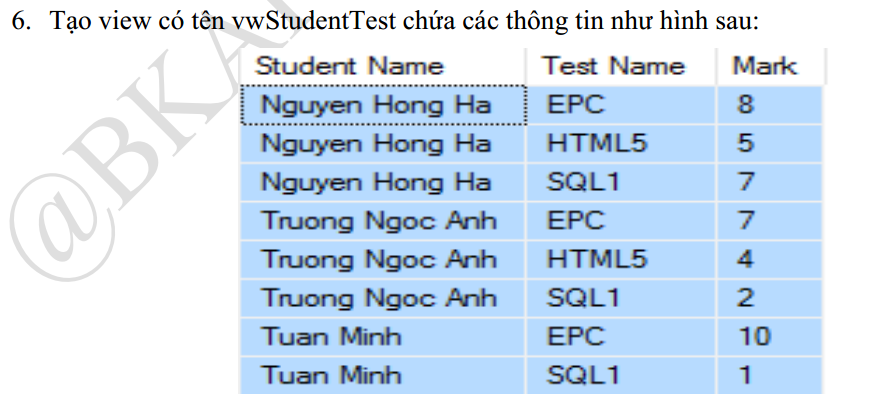 6. Tạo view có tên vwStudentTest chứa các thông tin như hình sau:
Student Name Test Name Mark
Nguyen Hong Ha EPC 8
Nguyen Hong Ha HTML5 5
Nguyen Hong Ha SQL1 7
Truong Ngoc Anh EPC 7
Truong Ngoc Anh HTML5 4
Truong Ngoc Anh SQL1 2
Tuan Minh EPC 10
Tuan Minh SQL1 1